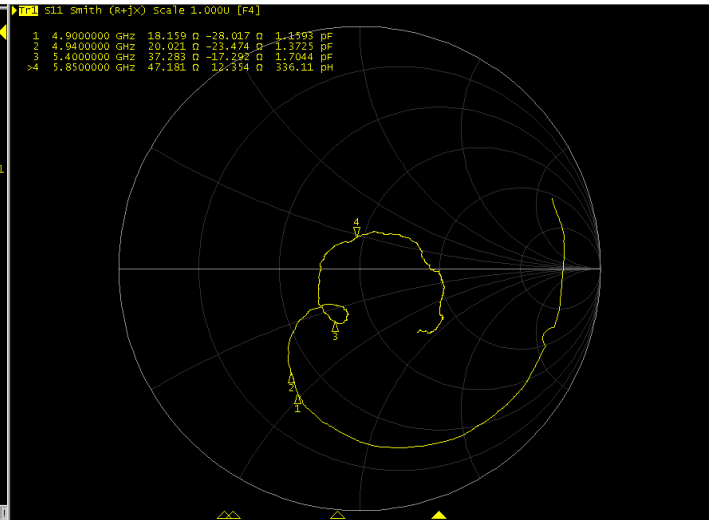 Tr1 S11 Smith (R+jX) Scale 1.000U [F4]
1 4.9000000 GHz 18.159 Ω -28.017 Ω 1.1593 pF
2 4.9400000 GHz 20.021 Ω -23.474 Ω 1.3725 pF
3 5.4000000 GHz 37.283 Ω -17.292 Ω 1.7044 pF
>4 5.8500000 GHz 47.181 Ω 12.354 Ω 336.11 pH
1
4
3
2
1
!